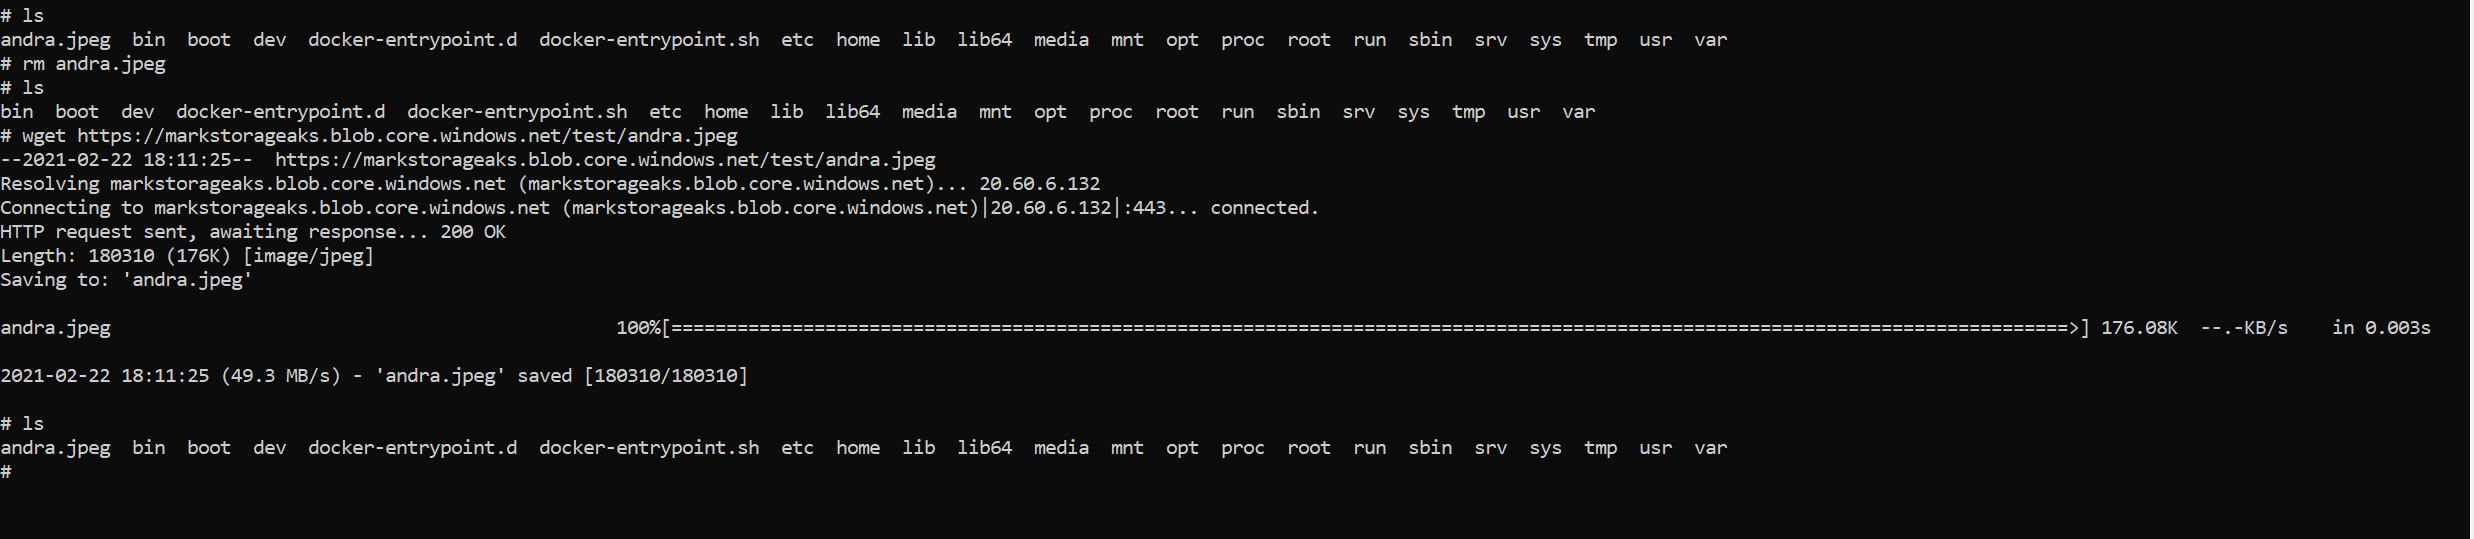 # ls
andra.jpeg  bin  boot  dev  docker-entrypoint.d  docker-entrypoint.sh  etc  home  lib  lib64  media  mnt  opt  proc  root  run  sbin  srv  sys  tmp  usr  var
# rm andra.jpeg
# ls
bin  boot  dev  docker-entrypoint.d  docker-entrypoint.sh  etc  home  lib  lib64  media  mnt  opt  proc  root  run  sbin  srv  sys  tmp  usr  var
# wget https://markstorageaks.blob.core.windows.net/test/andra.jpeg
--2021-02-22 18:11:25--  https://markstorageaks.blob.core.windows.net/test/andra.jpeg
Resolving markstorageaks.blob.core.windows.net (markstorageaks.blob.core.windows.net)... 20.60.6.132
Connecting to markstorageaks.blob.core.windows.net (markstorageaks.blob.core.windows.net)|20.60.6.132|:443... connected.
HTTP request sent, awaiting response... 200 OK
Length: 180310 (176K) [image/jpeg]
Saving to: 'andra.jpeg'
andra.jpeg                                              100%[===============================================================================================================================>] 176.08K  --.-KB/s    in 0.003s
2021-02-22 18:11:25 (49.3 MB/s) - 'andra.jpeg' saved [180310/180310]
# ls
andra.jpeg  bin  boot  dev  docker-entrypoint.d  docker-entrypoint.sh  etc  home  lib  lib64  media  mnt  opt  proc  root  run  sbin  srv  sys  tmp  usr  var
#